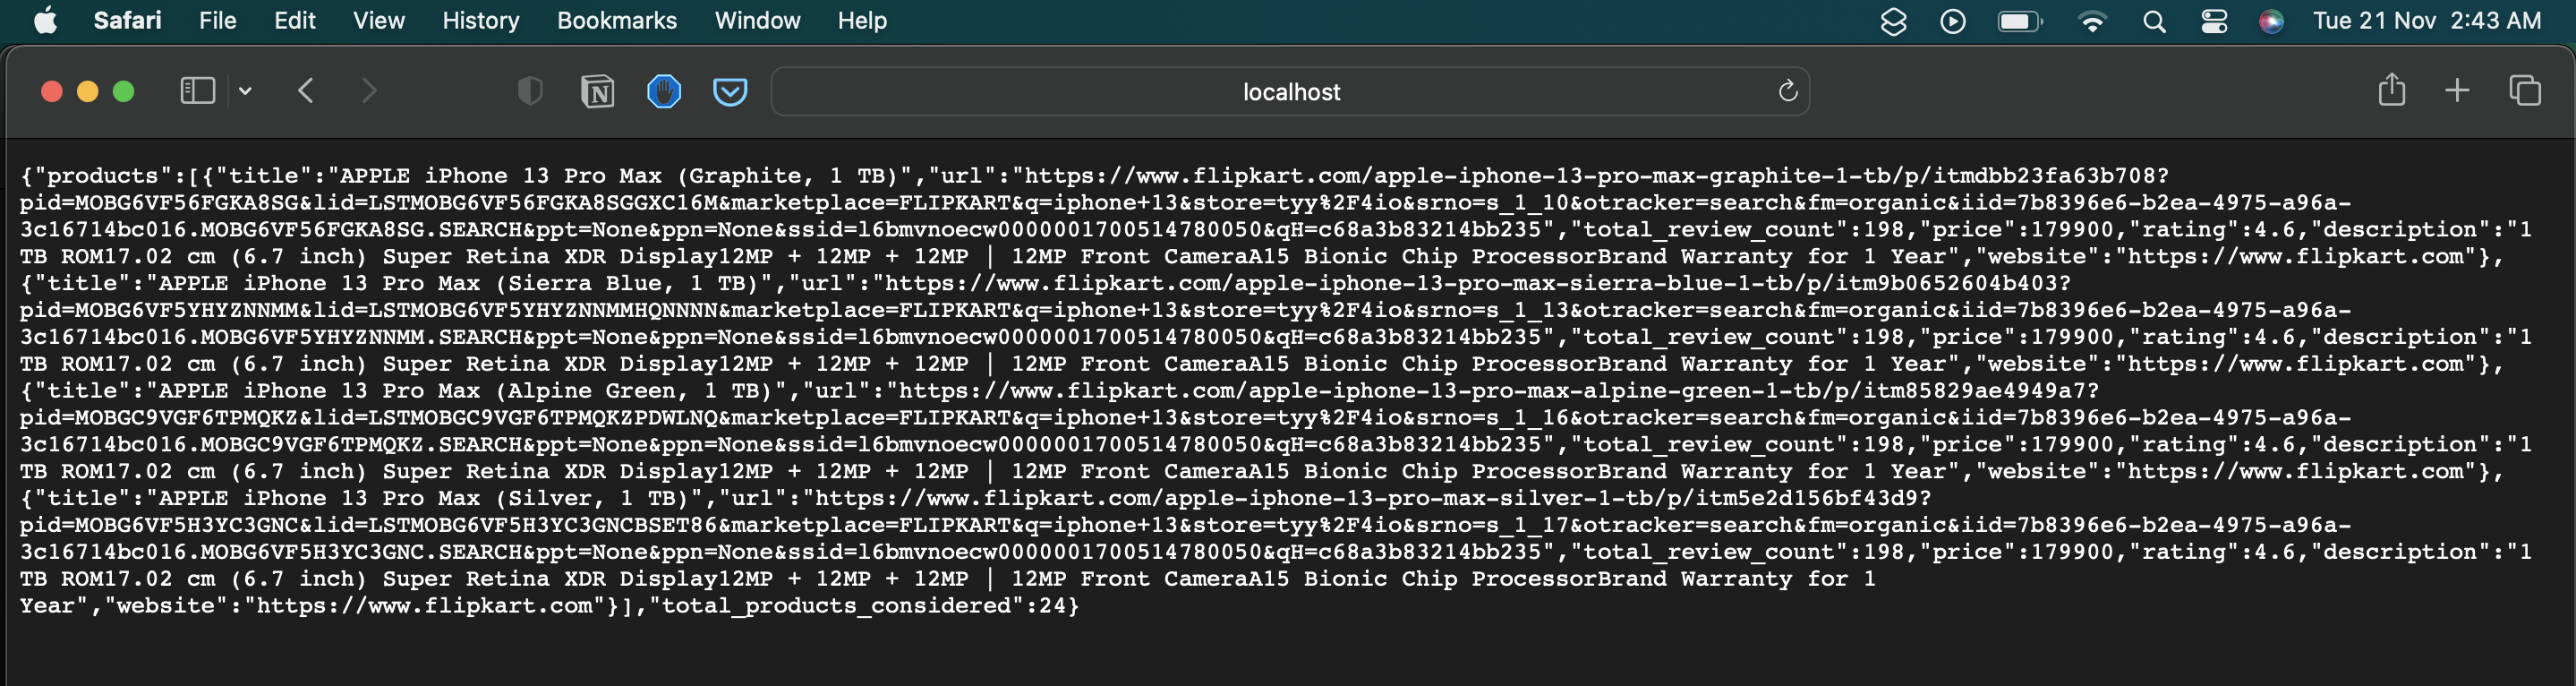 Safari File Edit View History Bookmarks Window Help Tue 21 Nov 2:43 AM
localhost
{"products":[{"title":"APPLE iPhone 13 Pro Max (Graphite, 1 TB)","url":"https://www.flipkart.com/apple-iphone-13-pro-max-graphite-1-tb/p/itmdbb23fa63b708?
pid=MOBG6VF56FGKA8SG&lid=LSTMOBG6VF56FGKA8SGGXC16M&marketplace=FLIPKART&q=iphone+13&store=tyy%2F4io&srno=s_1_10&otracker=search&fm=organic&iid=7b8396e6-b2ea-4975-a96a-
3c16714bc016.MOBG6VF56FGKA8SG.SEARCH&ppt=None&ppn=None&ssid=l6bmvnoecw0000001700514780050&qH=c68a3b83214bb235","total_review_count":198,"price":179900,"rating":4.6,"description":"1
TB ROM17.02 cm (6.7 inch) Super Retina XDR Display12MP + 12MP + 12MP | 12MP Front CameraA15 Bionic Chip ProcessorBrand Warranty for 1 Year","website":"https://www.flipkart.com"},
{"title":"APPLE iPhone 13 Pro Max (Sierra Blue, 1 TB)","url":"https://www.flipkart.com/apple-iphone-13-pro-max-sierra-blue-1-tb/p/itm9b0652604b403?
pid=MOBG6VF5YHYZNNMM&lid=LSTMOBG6VF5YHYZNNMMHQNNNN&marketplace=FLIPKART&q=iphone+13&store=tyy%2F4io&srno=s_1_13&otracker=search&fm=organic&iid=7b8396e6-b2ea-4975-a96a-
3c16714bc016.MOBG6VF5YHYZNNMM.SEARCH&ppt=None&ppn=None&ssid=l6bmvnoecw0000001700514780050&qH=c68a3b83214bb235","total_review_count":198,"price":179900,"rating":4.6,"description":"1
TB ROM17.02 cm (6.7 inch) Super Retina XDR Display12MP + 12MP + 12MP | 12MP Front CameraA15 Bionic Chip ProcessorBrand Warranty for 1 Year","website":"https://www.flipkart.com"},
{"title":"APPLE iPhone 13 Pro Max (Alpine Green, 1 TB)","url":"https://www.flipkart.com/apple-iphone-13-pro-max-alpine-green-1-tb/p/itm85829ae4949a7?
pid=MOBGC9VGF6TPMQKZ&lid=LSTMOBGC9VGF6TPMQKZPDWLNQ&marketplace=FLIPKART&q=iphone+13&store=tyy%2F4io&srno=s_1_16&otracker=search&fm=organic&iid=7b8396e6-b2ea-4975-a96a-
3c16714bc016.MOBGC9VGF6TPMQKZ.SEARCH&ppt=None&ppn=None&ssid=l6bmvnoecw0000001700514780050&qH=c68a3b83214bb235","total_review_count":198,"price":179900,"rating":4.6,"description":"1
TB ROM17.02 cm (6.7 inch) Super Retina XDR Display12MP + 12MP + 12MP | 12MP Front CameraA15 Bionic Chip ProcessorBrand Warranty for 1 Year","website":"https://www.flipkart.com"},
{"title":"APPLE iPhone 13 Pro Max (Silver, 1 TB)","url":"https://www.flipkart.com/apple-iphone-13-pro-max-silver-1-tb/p/itm5e2d156bf43d9?
pid=MOBG6VF5H3YC3GNC&lid=LSTMOBG6VF5H3YC3GNCBSET86&marketplace=FLIPKART&q=iphone+13&store=tyy%2F4io&srno=s_1_17&otracker=search&fm=organic&iid=7b8396e6-b2ea-4975-a96a-
3c16714bc016.MOBG6VF5H3YC3GNC.SEARCH&ppt=None&ppn=None&ssid=l6bmvnoecw0000001700514780050&qH=c68a3b83214bb235","total_review_count":198,"price":179900,"rating":4.6,"description":"1
TB ROM17.02 cm (6.7 inch) Super Retina XDR Display12MP + 12MP + 12MP | 12MP Front CameraA15 Bionic Chip ProcessorBrand Warranty for 1
Year","website":"https://www.flipkart.com"}],"total_products_considered":24}